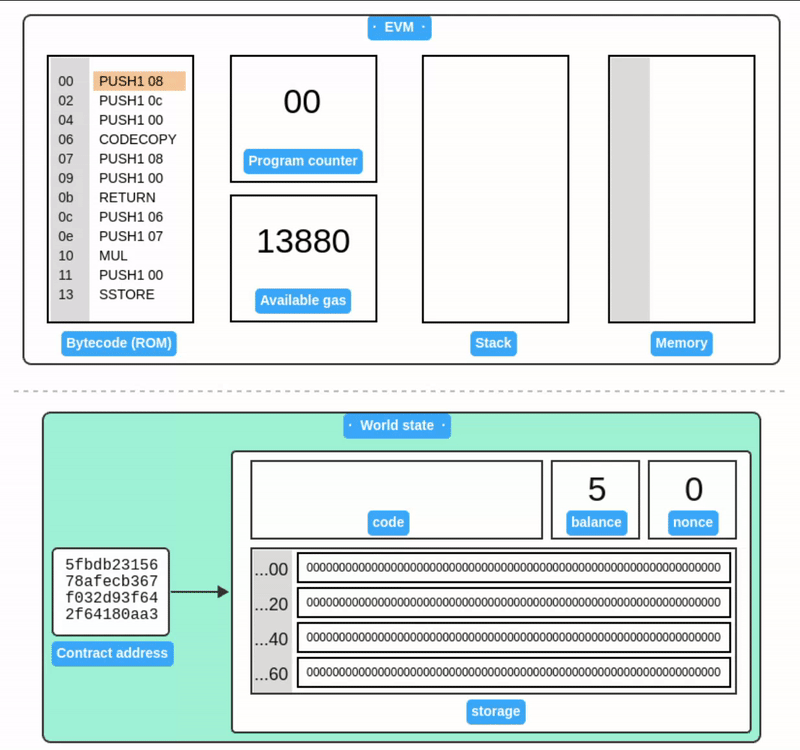 · EVM ·
00 PUSH1 08
02 PUSH1 0c
04 PUSH1 00
06 CODECOPY
07 PUSH1 08
09 PUSH1 00
0b RETURN
0c PUSH1 06
0e PUSH1 07
10 MUL
11 PUSH1 00
13 SSTORE
Bytecode (ROM)
00
Program counter
13880
Available gas
Stack
Memory
· World state ·
5fbdb23156
78afecb367
f032d93f64
2f64180aa3
Contract address
code
5
balance
0
nonce
...00 0000000000000000000000000000000000000000000000000000000000000000
...20 0000000000000000000000000000000000000000000000000000000000000000
...40 0000000000000000000000000000000000000000000000000000000000000000
...60 0000000000000000000000000000000000000000000000000000000000000000
storage